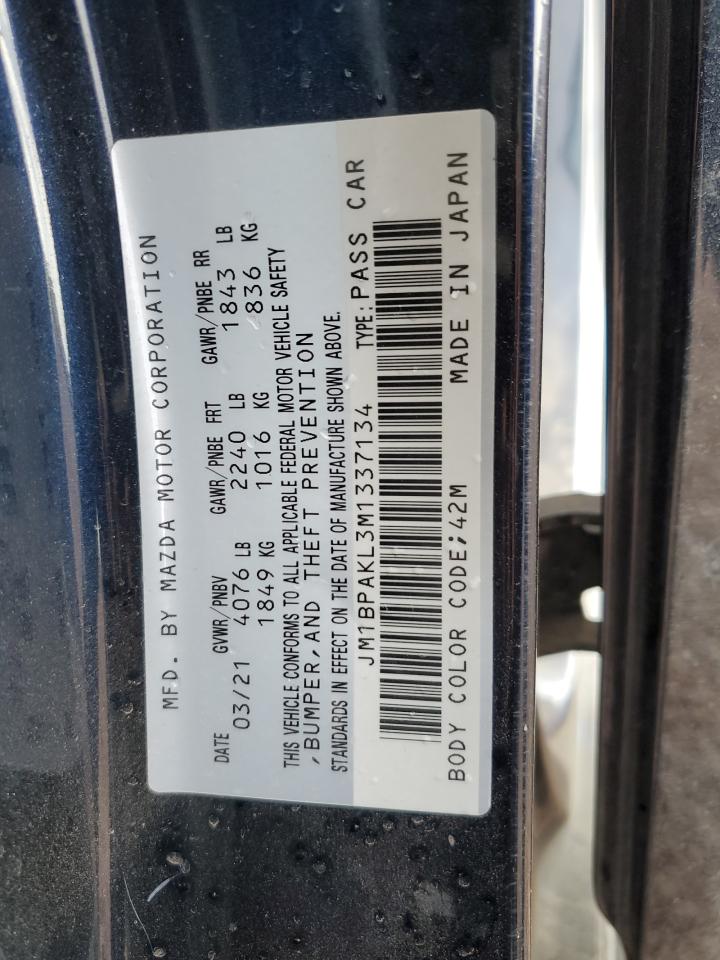 MFD. BY MAZDA MOTOR CORPORATION
DATE GVWR/PNBV GAWR/PNBE FRT GAWR/PNBE RR
03/21 4076 LB 2240 LB 1843 LB
1849 KG 1016 KG 836 KG
THIS VEHICLE CONFORMS TO ALL APPLICABLE FEDERAL MOTOR VEHICLE SAFETY
,BUMPER,AND THEFT PREVENTION
STANDARDS IN EFFECT ON THE DATE OF MANUFACTURE SHOWN ABOVE.
JM1BPAKL3M1337134 TYPE:PASS CAR
BODY COLOR CODE;42M MADE IN JAPAN